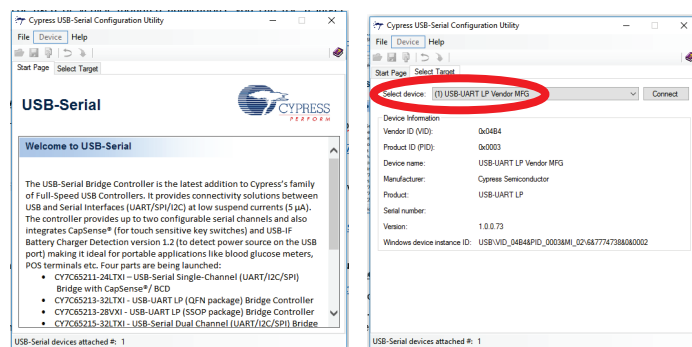 Cypress USB-Serial Configuration Utility
File Device Help
Start Page Select Target
USB-Serial
CYPRESS
PERFORM
Welcome to USB-Serial
The USB-Serial Bridge Controller is the latest addition to Cypress's family
of Full-Speed USB Controllers. It provides connectivity solutions between
USB and Serial Interfaces (UART/SPI/I2C) at low suspend currents (5 µA).
The controller provides up to two configurable serial channels and also
integrates CapSense® (for touch sensitive key switches) and USB-IF
Battery Charger Detection version 1.2 (to detect power source on the USB
port) making it ideal for portable applications like blood glucose meters,
POS terminals etc. Four parts are being launched:
• CY7C65211-24LTXI – USB-Serial Single-Channel (UART/I2C/SPI)
Bridge with CapSense®/ BCD
• CY7C65213-32LTXI - USB-UART LP (QFN package) Bridge Controller
• CY7C65213-28VXI - USB-UART LP (SSOP package) Bridge Controller
• CY7C65215-32LTXI - USB-Serial Dual Channel (UART/I2C/SPI) Bridge
USB-Serial devices attached #: 1
Cypress USB-Serial Configuration Utility
File Device Help
Start Page Select Target
Select device: (1) USB-UART LP Vendor MFG Connect
Device Information
Vendor ID (VID): 0x04B4
Product ID (PID): 0x0003
Device name: USB-UART LP Vendor MFG
Manufacturer: Cypress Semiconductor
Product: USB-UART LP
Serial number:
Version: 1.0.0.73
Windows device instance ID: USB\VID_04B4&PID_0003&MI_02\6&7774738&0&0002
USB-Serial devices attached #: 1